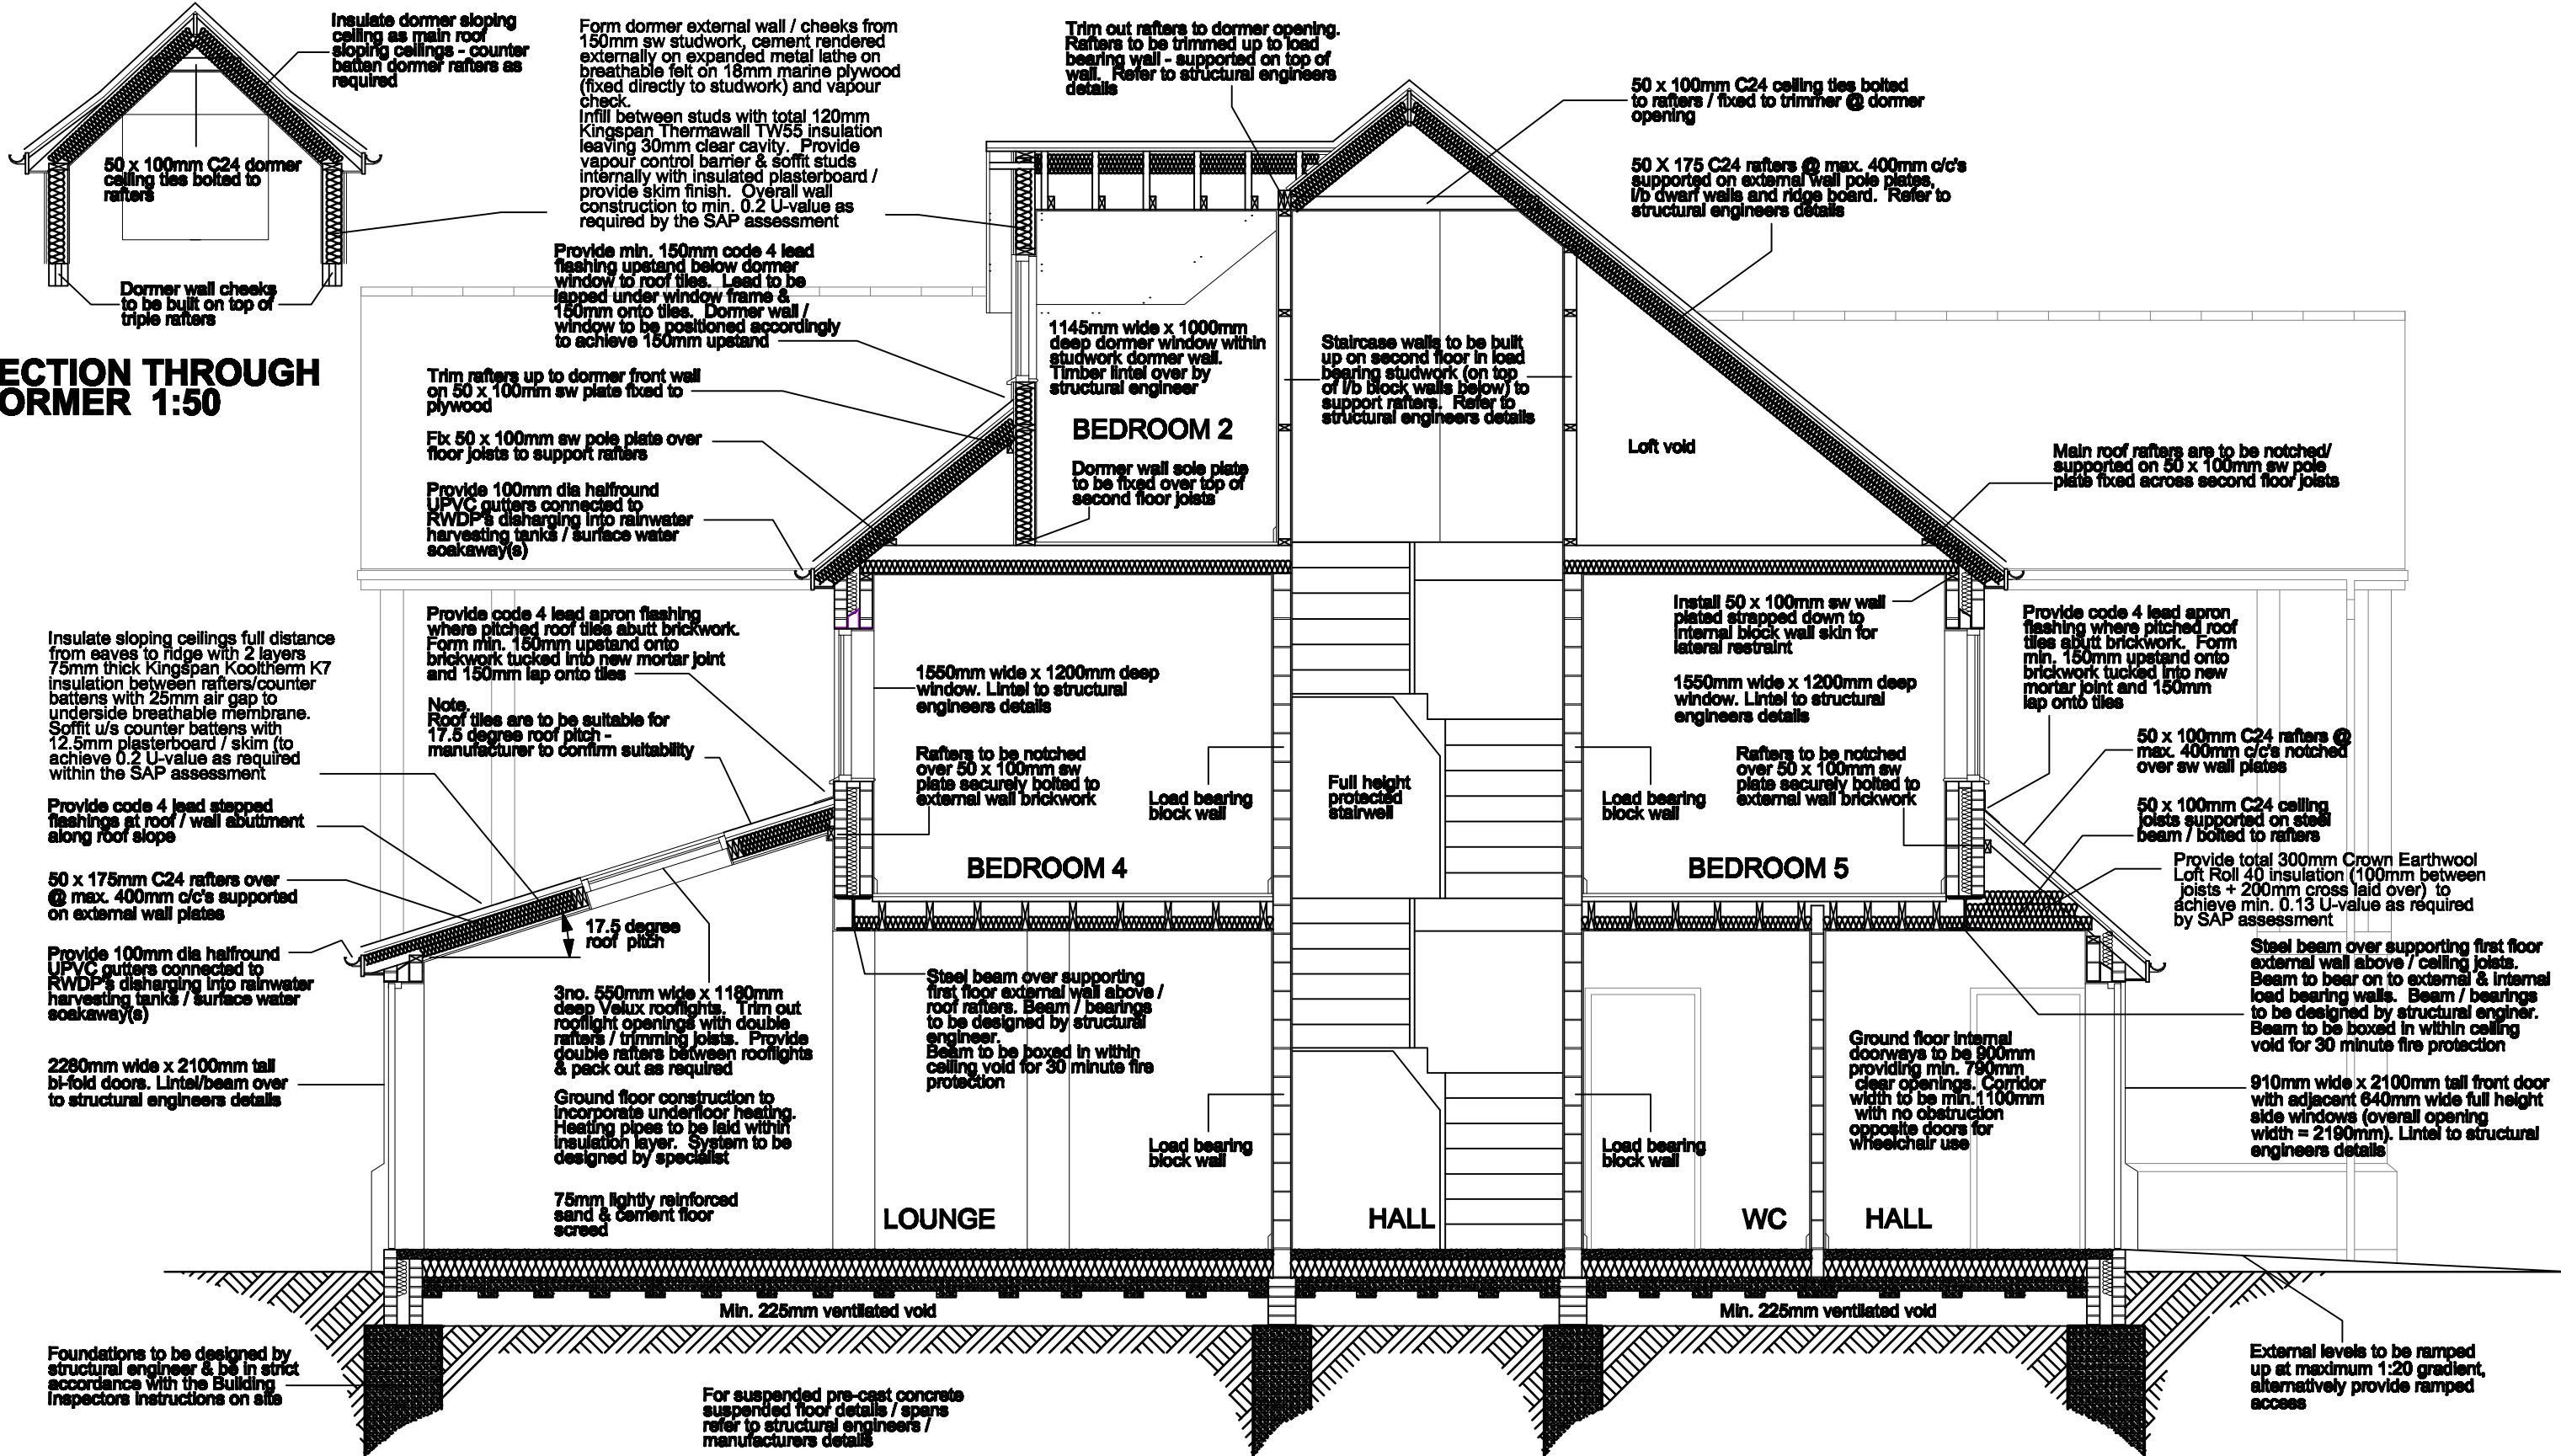 Insulate dormer sloping
ceiling as main roof
sloping ceilings - counter
batten dormer rafters as
required
50 x 100mm C24 dormer
ceiling ties bolted to
rafters
Dormer wall cheeks
to be built on top of
triple rafters
ECTION THROUGH
ORMER 1:50
Form dormer external wall / cheeks from
150mm sw studwork, cement rendered
externally on expanded metal lathe on
breathable felt on 18mm marine plywood
(fixed directly to studwork) and vapour
check.
Infill between studs with total 120mm
Kingspan Thermawall TW55 insulation
leaving 30mm clear cavity. Provide
vapour control barrier & soffit studs
internally with insulated plasterboard /
provide skim finish. Overall wall
construction to min. 0.2 U-value as
required by the SAP assessment
Provide min. 150mm code 4 lead
flashing upstand below dormer
window to roof tiles. Lead to be
lapped under window frame &
150mm onto tiles. Dormer wall /
window to be positioned accordingly
to achieve 150mm upstand
Trim rafters up to dormer front wall
on 50 x 100mm sw plate fixed to
plywood
Fix 50 x 100mm sw pole plate over
floor joists to support rafters
Provide 100mm dia halfround
UPVC gutters connected to
RWDP's disharging into rainwater
harvesting tanks / surface water
soakaway(s)
Trim out rafters to dormer opening.
Rafters to be trimmed up to load
bearing wall - supported on top of
wall. Refer to structural engineers
details
50 x 100mm C24 ceiling ties bolted
to rafters / fixed to trimmer @ dormer
opening
50 X 175 C24 rafters @ max. 400mm c/c's
supported on external wall pole plates,
l/b dwarf walls and ridge board. Refer to
structural engineers details
1145mm wide x 1000mm
deep dormer window within
studwork dormer wall.
Timber lintel over by
structural engineer
BEDROOM 2
Dormer wall sole plate
to be fixed over top of
second floor joists
Staircase walls to be built
up on second floor in load
bearing studwork (on top
of l/b block walls below) to
support rafters. Refer to
structural engineers details
Loft void
Main roof rafters are to be notched/
supported on 50 x 100mm sw pole
plate fixed across second floor joists
Insulate sloping ceilings full distance
from eaves to ridge with 2 layers
75mm thick Kingspan Kooltherm K7
insulation between rafters/counter
battens with 25mm air gap to
underside breathable membrane.
Soffit u/s counter battens with
12.5mm plasterboard / skim (to
achieve 0.2 U-value as required
within the SAP assessment
Provide code 4 lead stepped
flashings at roof / wall abuttment
along roof slope
50 x 175mm C24 rafters over
@ max. 400mm c/c's supported
on external wall plates
Provide 100mm dia halfround
UPVC gutters connected to
RWDP's disharging into rainwater
harvesting tanks / surface water
soakaway(s)
2280mm wide x 2100mm tall
bi-fold doors. Lintel/beam over
to structural engineers details
Provide code 4 lead apron flashing
where pitched roof tiles abutt brickwork.
Form min. 150mm upstand onto
brickwork tucked into new mortar joint
and 150mm lap onto tiles
Note.
Roof tiles are to be suitable for
17.5 degree roof pitch -
manufacturer to confirm suitability
17.5 degree
roof pitch
1550mm wide x 1200mm deep
window. Lintel to structural
engineers details
Rafters to be notched
over 50 x 100mm sw
plate securely bolted to
external wall brickwork
Load bearing
block wall
BEDROOM 4
Full height
protected
stairwell
Install 50 x 100mm sw wall
plated strapped down to
internal block wall skin for
lateral restraint
1550mm wide x 1200mm deep
window. Lintel to structural
engineers details
Load bearing
block wall
Rafters to be notched
over 50 x 100mm sw
plate securely bolted to
external wall brickwork
BEDROOM 5
Provide code 4 lead apron
flashing where pitched roof
tiles abutt brickwork. Form
min. 150mm upstand onto
brickwork tucked into new
mortar joint and 150mm
lap onto tiles
50 x 100mm C24 rafters @
max. 400mm c/c's notched
over sw wall plates
50 x 100mm C24 ceiling
joists supported on steel
beam / bolted to rafters
Provide total 300mm Crown Earthwool
Loft Roll 40 insulation (100mm between
joists + 200mm cross laid over) to
achieve min. 0.13 U-value as required
by SAP assessment
Steel beam over supporting first floor
external wall above / ceiling joists.
Beam to bear on to external & internal
load bearing walls. Beam / bearings
to be designed by structural enginer.
Beam to be boxed in within ceiling
void for 30 minute fire protection
910mm wide x 2100mm tall front door
with adjacent 640mm wide full height
side windows (overall opening
width = 2190mm). Lintel to structural
engineers details
3no. 550mm wide x 1180mm
deep Velux rooflights. Trim out
rooflight openings with double
rafters / trimming joists. Provide
double rafters between rooflights
& pack out as required
Ground floor construction to
incorporate underfloor heating.
Heating pipes to be laid within
insulation layer. System to be
designed by specialist
75mm lightly reinforced
sand & cement floor
screed
Steel beam over supporting
first floor external wall above /
roof rafters. Beam / bearings
to be designed by structural
engineer.
Beam to be boxed in within
ceiling void for 30 minute fire
protection
Load bearing
block wall
Load bearing
block wall
Ground floor internal
doorways to be 900mm
providing min. 790mm
clear openings. Corridor
width to be min.1100mm
with no obstruction
opposite doors for
wheelchair use
LOUNGE
HALL
WC
HALL
Min. 225mm ventilated void
Min. 225mm ventilated void
Foundations to be designed by
structural engineer & be in strict
accordance with the Building
Inspectors instructions on site
For suspended pre-cast concrete
suspended floor details / spans
refer to structural engineers /
manufacturers details
External levels to be ramped
up at maximum 1:20 gradient,
alternatively provide ramped
access